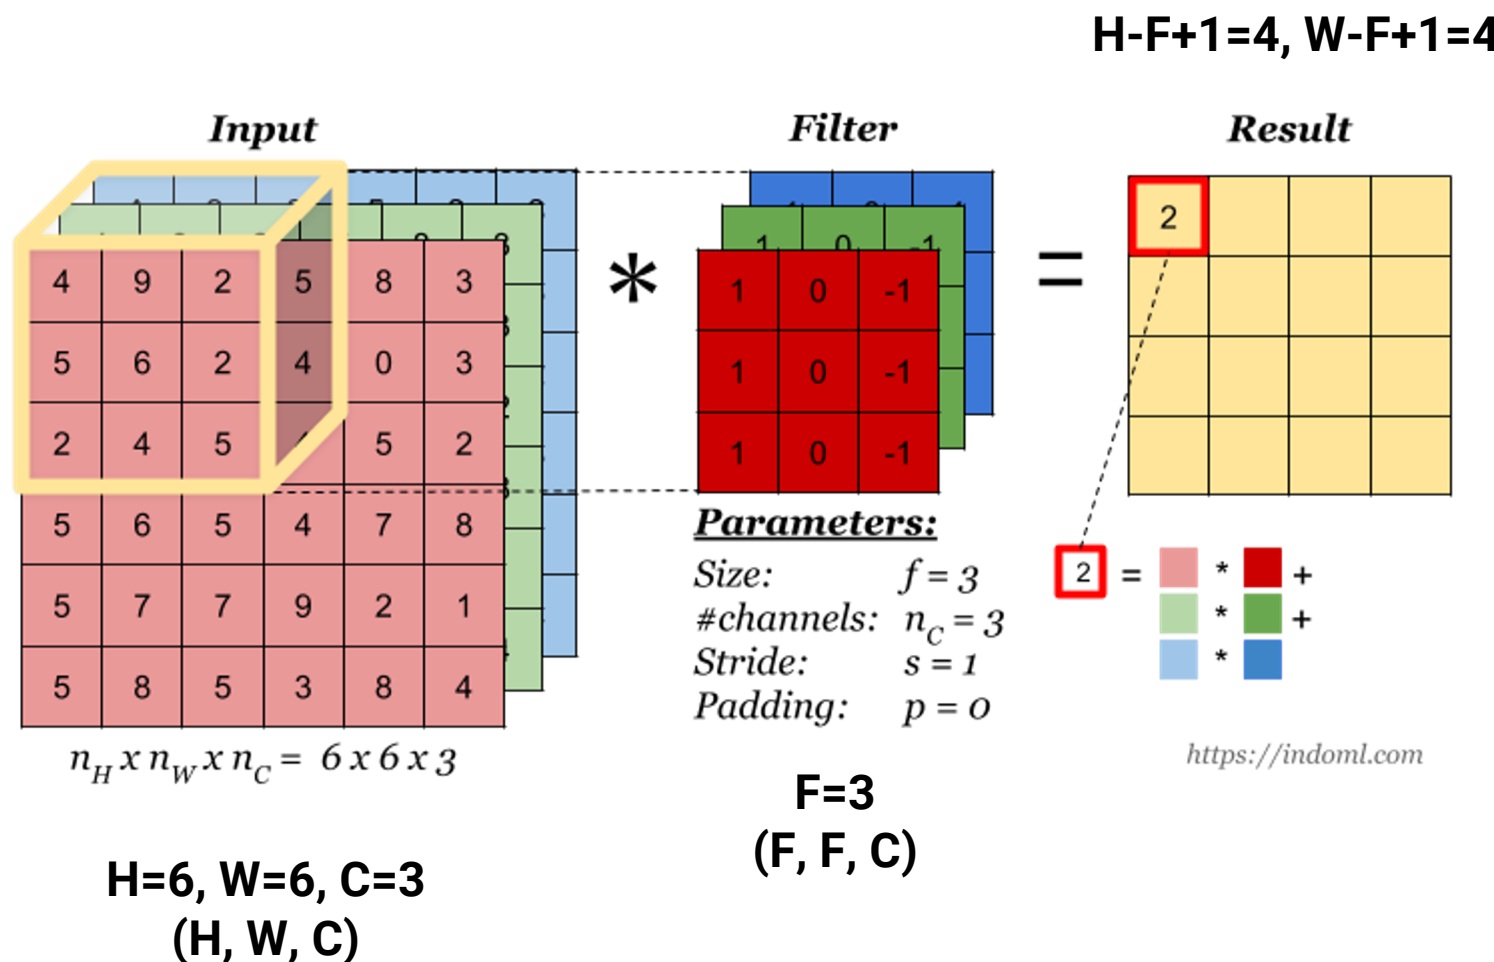 H-F+1=4, W-F+1=4
Input
Filter
Result
4 9 2 5 8 3
5 6 2 4 0 3
2 4 5 5 2
5 6 5 4 7 8
5 7 7 9 2 1
5 8 5 3 8 4
*
1 0 -1
1 0 -1
1 0 -1
1 0 -1
=
2
Parameters:
Size: f = 3
#channels: nC = 3
Stride: s = 1
Padding: p = 0
2 = * +
* +
*
nH x nW x nC = 6 x 6 x 3
https://indoml.com
F=3
(F, F, C)
H=6, W=6, C=3
(H, W, C)